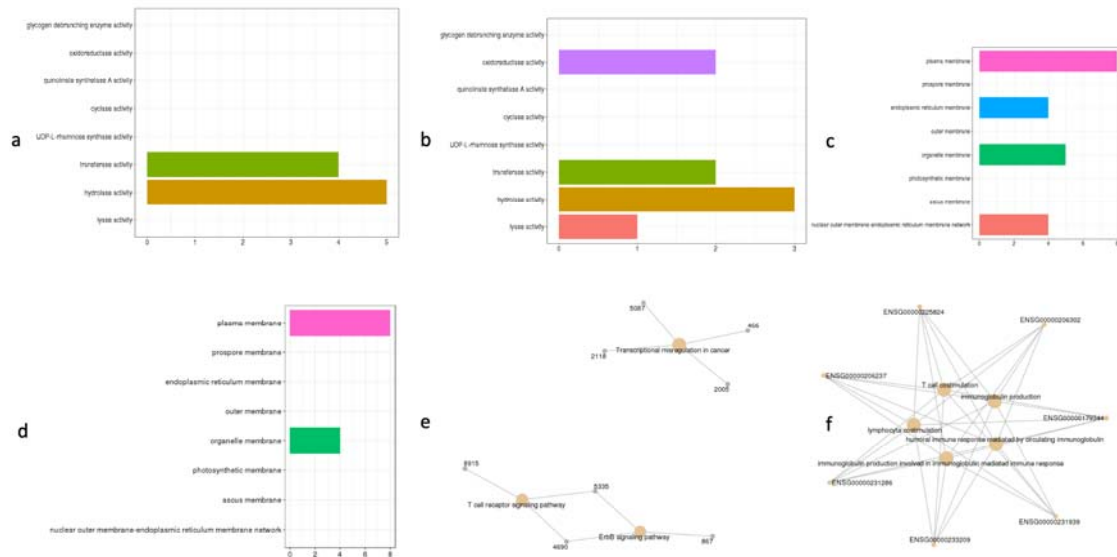 glycogen debranching enzyme activity
oxidoreductase activity
quinolinate synthetase A activity
cyclase activity
UDP-L-rhamnose synthase activity
transferase activity
hydrolase activity
lyase activity
0 1 2 3 4 5
a
glycogen debranching enzyme activity
oxidoreductase activity
quinolinate synthetase A activity
cyclase activity
UDP-L-rhamnose synthase activity
transferase activity
hydrolase activity
lyase activity
0 1 2 3
b
plasma membrane
prospore membrane
endoplasmic reticulum membrane
outer membrane
organelle membrane
photosynthetic membrane
ascus membrane
nuclear outer membrane-endoplasmic reticulum membrane network
0 2 4 6 8
c
plasma membrane
prospore membrane
endoplasmic reticulum membrane
outer membrane
organelle membrane
photosynthetic membrane
ascus membrane
nuclear outer membrane-endoplasmic reticulum membrane network
0 2 4 6 8
d
5087
466
Transcriptional misregulation in cancer
2118
2005
e
8915
5335
T cell receptor signaling pathway
ErbB signaling pathway
4690
867
ENSG00000225824
ENSG00000206302
ENSG00000206237
T cell costimulation
immunoglobulin production
ENSG00000179344
lymphocyte costimulation
f
humoral immune response mediated by circulating immunoglobulin
immunoglobulin production involved in immunoglobulin mediated immune response
ENSG00000231286
ENSG00000231939
ENSG00000233209